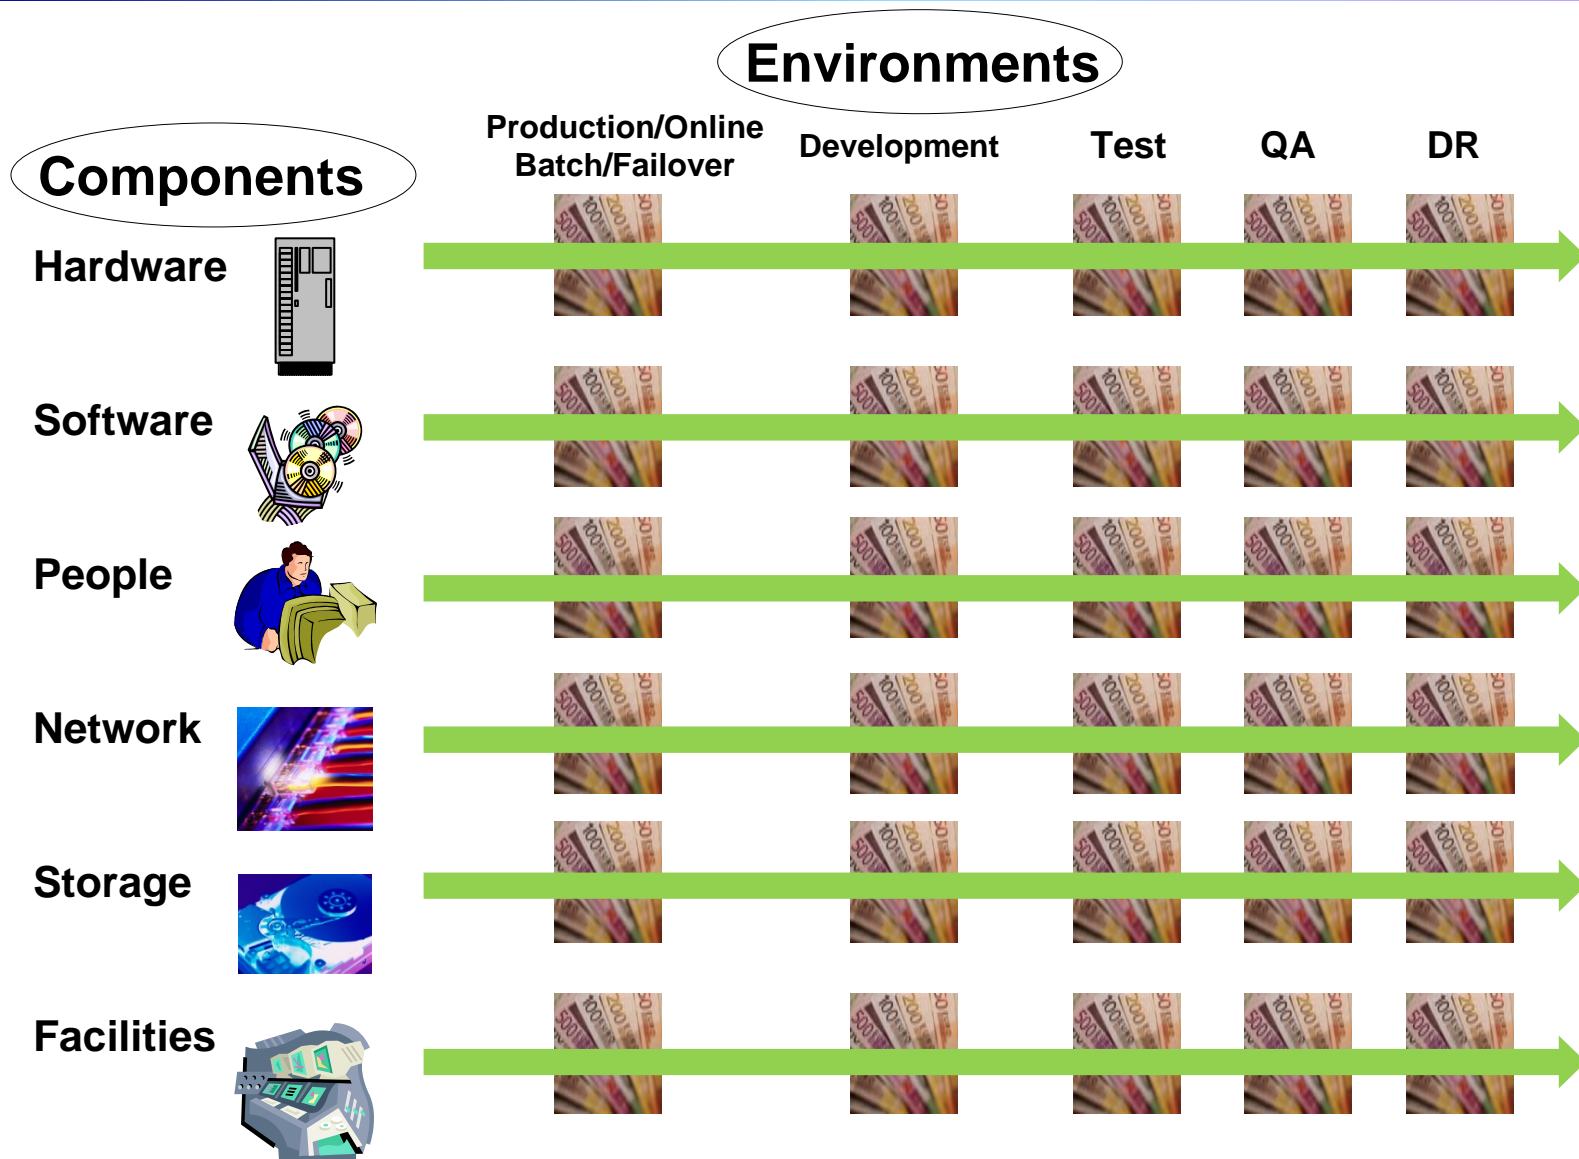 Environments
Components
Production/Online
Batch/Failover
Development
Test
QA
DR
Hardware
Software
People
Network
Storage
Facilities